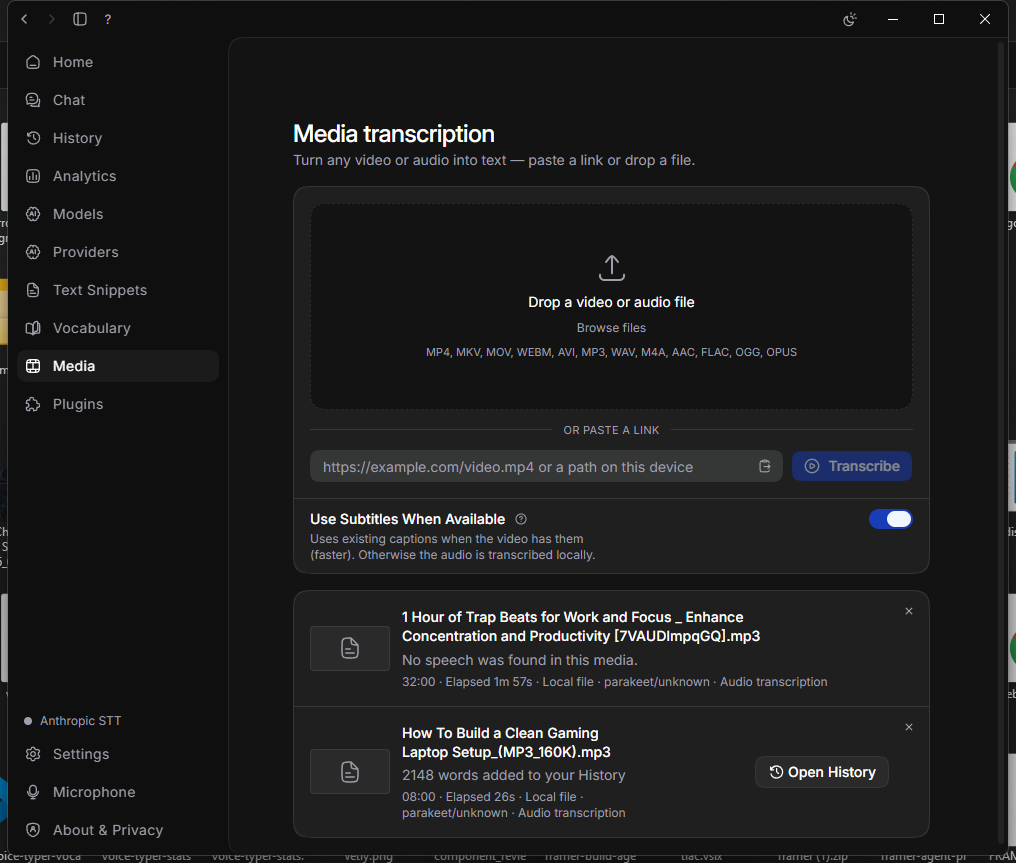 ?
Home
Chat
History
Analytics
Models
Providers
Text Snippets
Vocabulary
Media
Plugins
Anthropic STT
Settings
Microphone
About & Privacy
Media transcription
Turn any video or audio into text — paste a link or drop a file.
Drop a video or audio file
Browse files
MP4, MKV, MOV, WEBM, AVI, MP3, WAV, M4A, AAC, FLAC, OGG, OPUS
OR PASTE A LINK
https://example.com/video.mp4 or a path on this device
Transcribe
Use Subtitles When Available
Uses existing captions when the video has them
(faster). Otherwise the audio is transcribed locally.
1 Hour of Trap Beats for Work and Focus _ Enhance
Concentration and Productivity [7VAUDlmpqGQ].mp3
No speech was found in this media.
32:00 · Elapsed 1m 57s · Local file · parakeet/unknown · Audio transcription
How To Build a Clean Gaming
Laptop Setup_(MP3_160K).mp3
2148 words added to your History
08:00 · Elapsed 26s · Local file ·
parakeet/unknown · Audio transcription
Open History